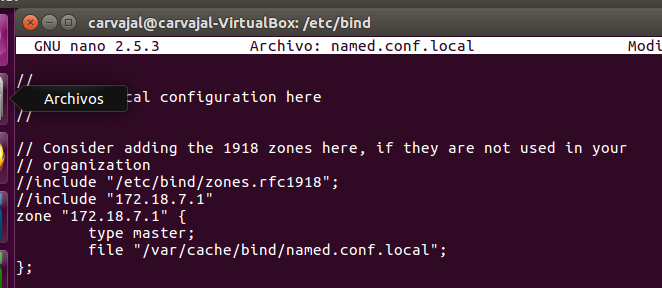 carvajal@carvajal-VirtualBox: /etc/bind
GNU nano 2.5.3 Archivo: named.conf.local Modi
//
Archivos
cal configuration here
//
// Consider adding the 1918 zones here, if they are not used in your
// organization
//include "/etc/bind/zones.rfc1918";
//include "172.18.7.1"
zone "172.18.7.1" {
type master;
file "/var/cache/bind/named.conf.local";
};